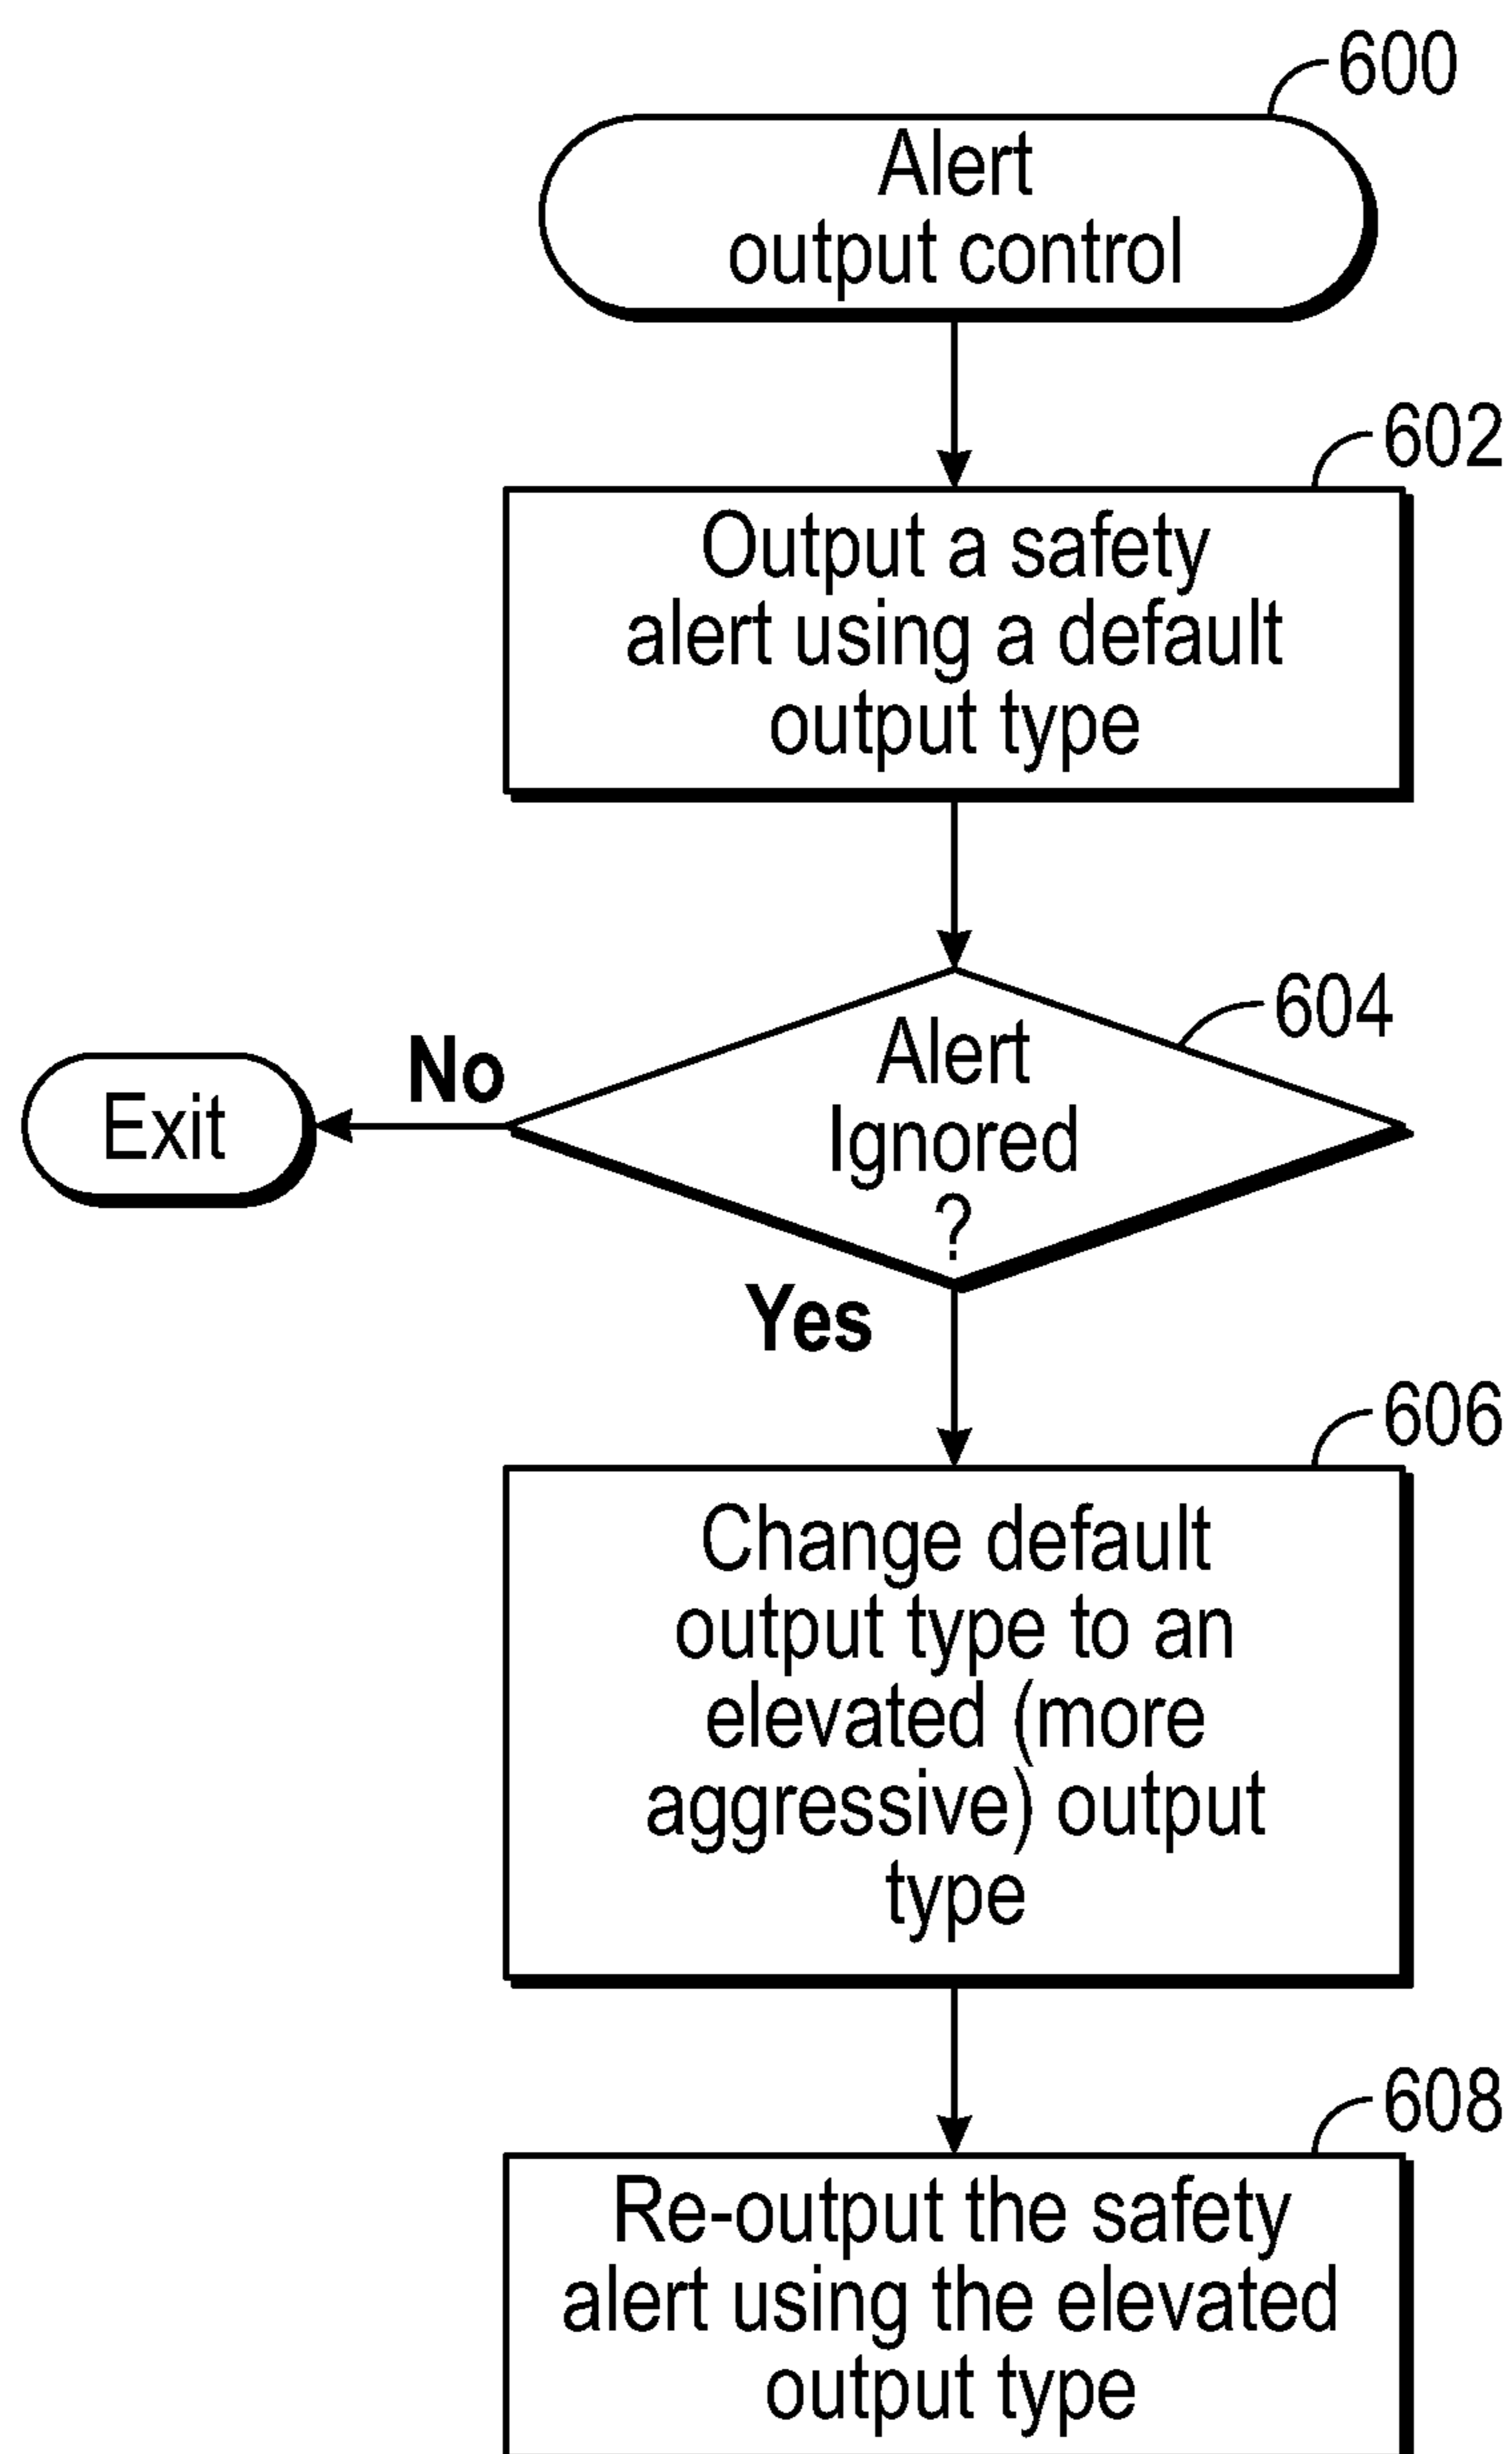 600
Alert
output control
602
Output a safety
alert using a default
output type
604
Alert
Ignored
?
No
Exit
Yes
606
Change default
output type to an
elevated (more
aggressive) output
type
608
Re-output the safety
alert using the elevated
output type